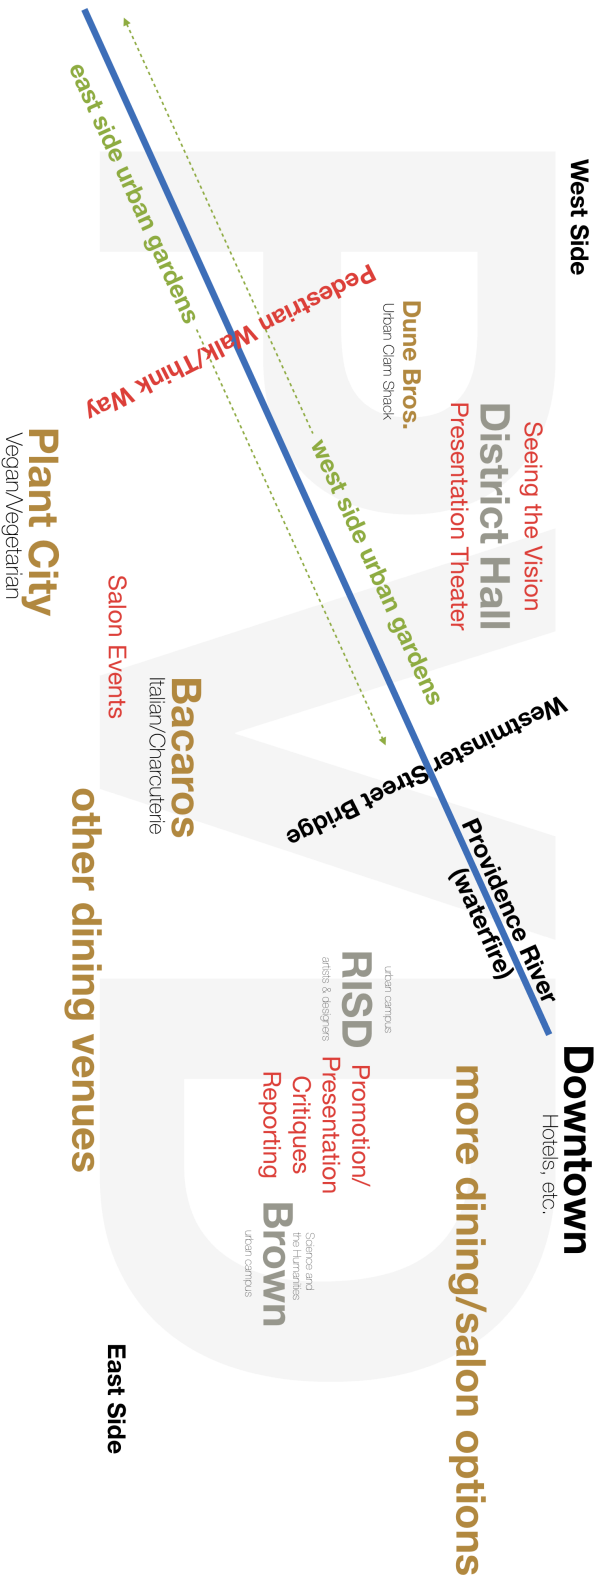 PVD
West Side
Downtown
Hotels, etc.
Seeing the Vision
District Hall
Presentation Theater
Dune Bros.
Urban Clam Shack
Westminster Street Bridge
Providence River
(waterfire)
more dining/salon options
Pedestrian Walk/Think Way
west side urban gardens
east side urban gardens
urban campus
RISD
artists & designers
Promotion/
Presentation
Critiques
Reporting
Science and
the Humanities
Brown
urban campus
Bacaros
Italian/Charcuterie
Salon Events
East Side
other dining venues
Plant City
Vegan/Vegetarian